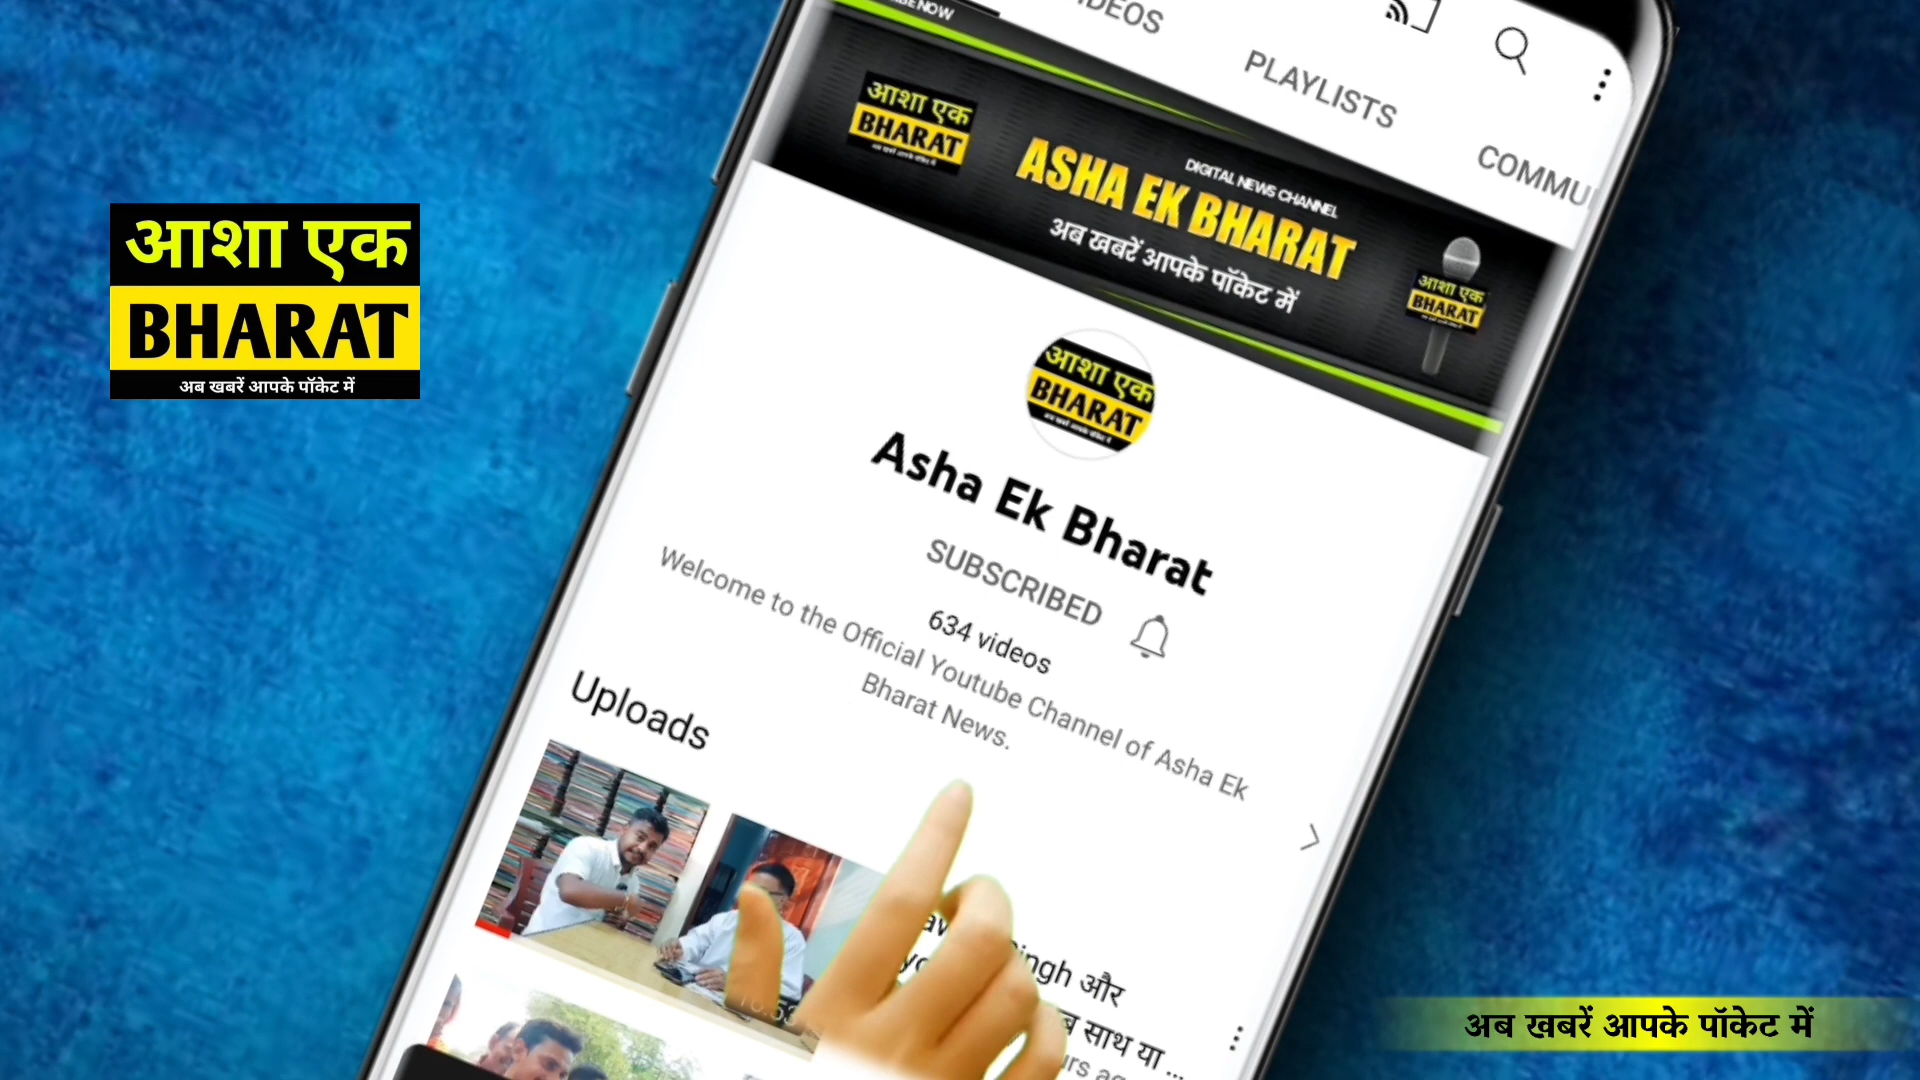 आशा एक
BHARAT
अब खबरें आपके पॉकेट में
PLAYLISTS
COMMU
आशा एक
BHARAT
DIGITAL NEWS CHANNEL
ASHA EK BHARAT
अब खबरें आपके पॉकेट में
आशा एक
BHARAT
आशा एक
BHARAT
Asha Ek Bharat
SUBSCRIBED
634 videos
Welcome to the Official Youtube Channel of Asha Ek
Bharat News.
Uploads
और
साथ या ...
अब खबरें आपके पॉकेट में